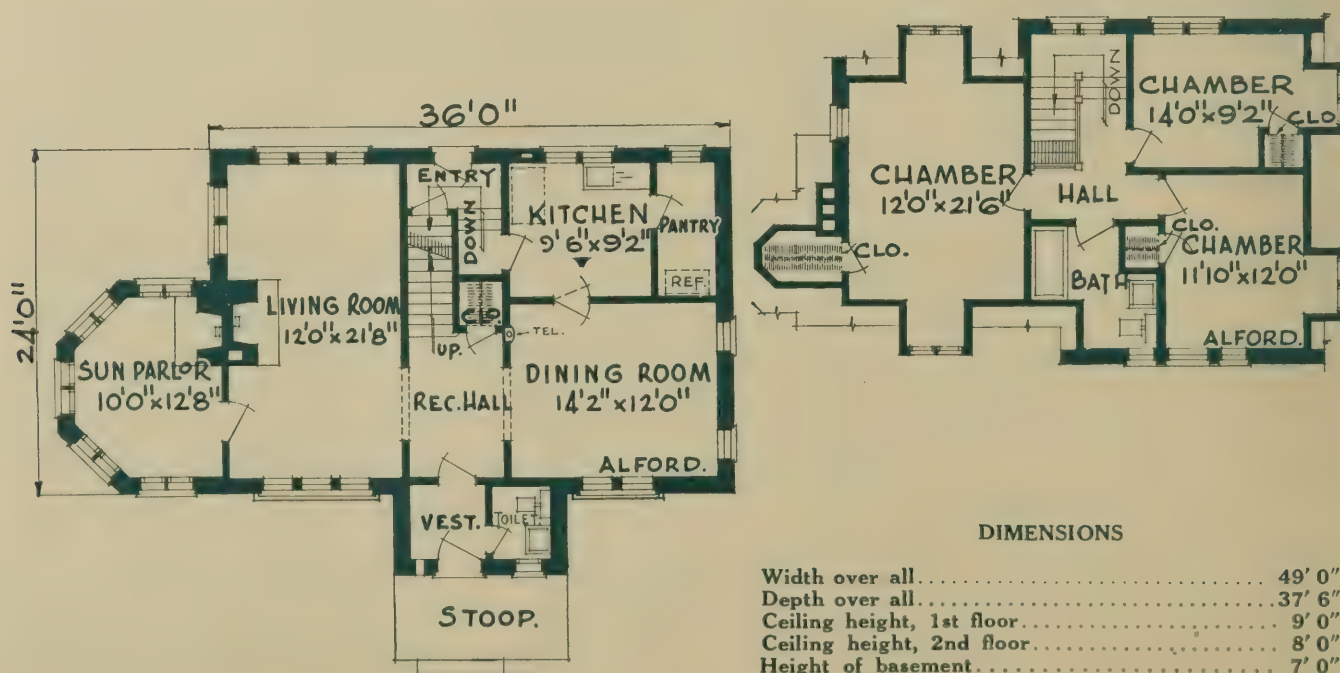 36'0"
24'0"
ENTRY
DOWN
KITCHEN
9'6"x9'2"
PANTRY
REF.
LIVING ROOM
12'0"x21'8"
UP.
CLO.
TEL.
SUN PARLOR
10'0"x12'8"
REC. HALL
DINING ROOM
14'2"x12'0"
ALFORD.
VEST.
TOILET.
STOOP.
DOWN
CHAMBER
14'0"x9'2"
CLO.
CHAMBER
12'0"x21'6"
HALL
CLO.
CLO.
CHAMBER
11'10"x12'0"
BATH
ALFORD.
DIMENSIONS
Width over all.............................. 49' 0"
Depth over all.............................. 37' 6"
Ceiling height, 1st floor.................... 9' 0"
Ceiling height, 2nd floor.................... 8' 0"
Height of basement......................... 7' 0"